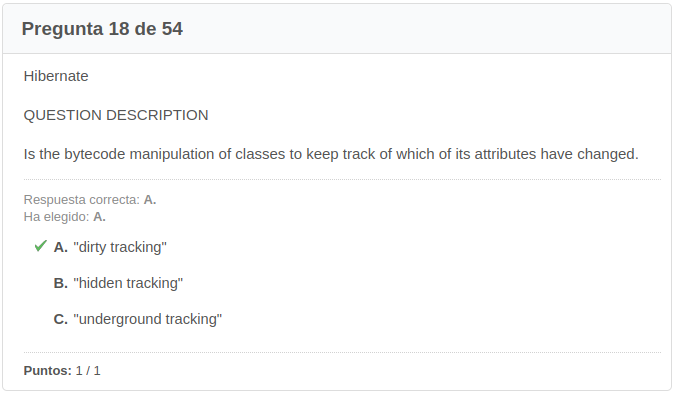 Pregunta 18 de 54
Hibernate
QUESTION DESCRIPTION
Is the bytecode manipulation of classes to keep track of which of its attributes have changed.
Respuesta correcta: A.
Ha elegido: A.
A. "dirty tracking"
B. "hidden tracking"
C. "underground tracking"
Puntos: 1 / 1